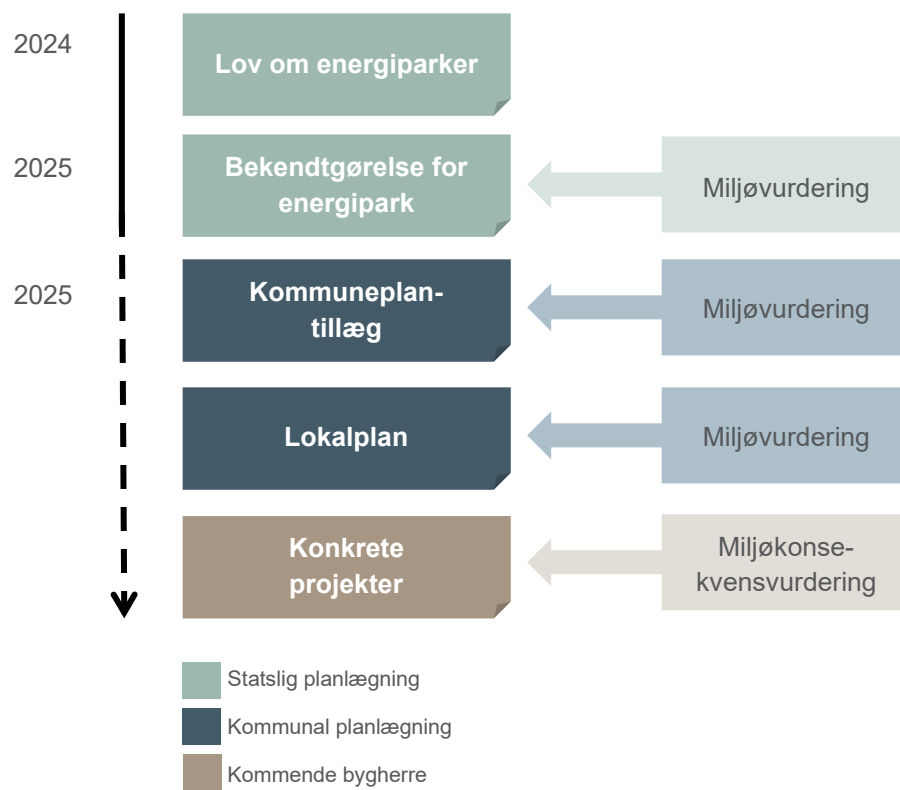 2024
Lov om energiparker
2025
Bekendtgørelse for
energipark
Miljøvurdering
2025
Kommuneplan-
tillæg
Miljøvurdering
Lokalplan
Miljøvurdering
Konkrete
projekter
Miljøkonse-
kvensvurdering
Statslig planlægning
Kommunal planlægning
Kommende bygherre